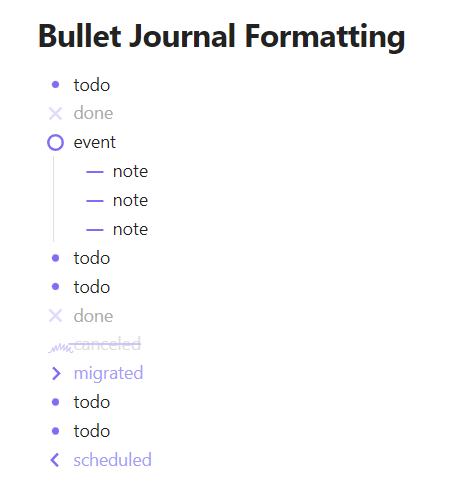 Bullet Journal Formatting
todo
done
event
note
note
note
todo
todo
done
canceled
migrated
todo
todo
scheduled